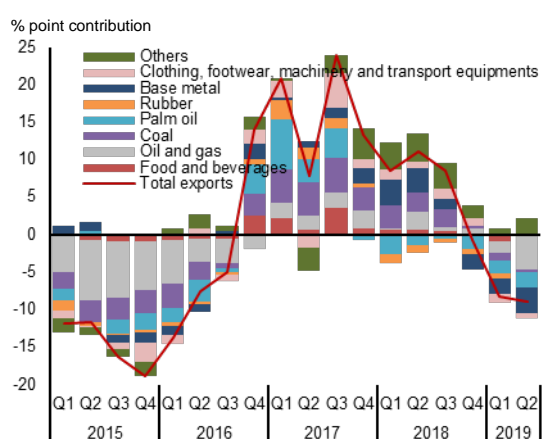 % point contribution
25
20
15
10
5
0
-5
-10
-15
-20
Others
Clothing, footwear, machinery and transport equipments
Base metal
Rubber
Palm oil
Coal
Oil and gas
Food and beverages
Total exports
Q1 Q2 Q3 Q4 Q1 Q2 Q3 Q4 Q1 Q2 Q3 Q4 Q1 Q2 Q3 Q4 Q1 Q2
2015 2016 2017 2018 2019